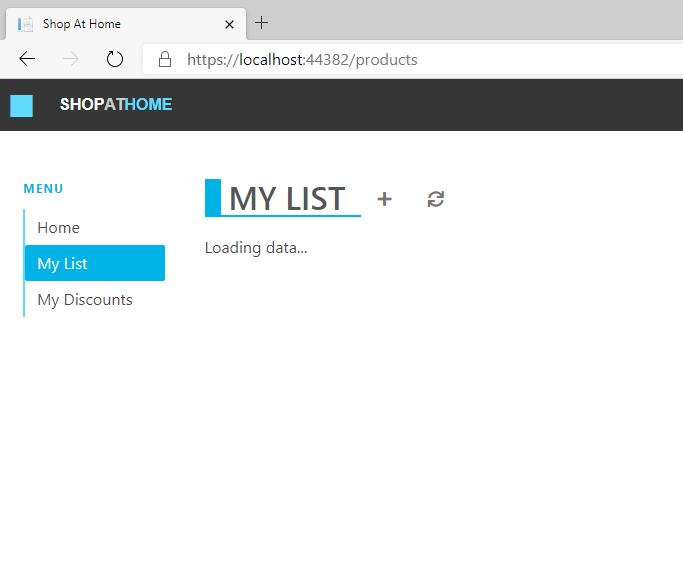 Shop At Home
https://localhost:44382/products
SHOPATHOME
MENU
Home
My List
My Discounts
MY LIST
Loading data...